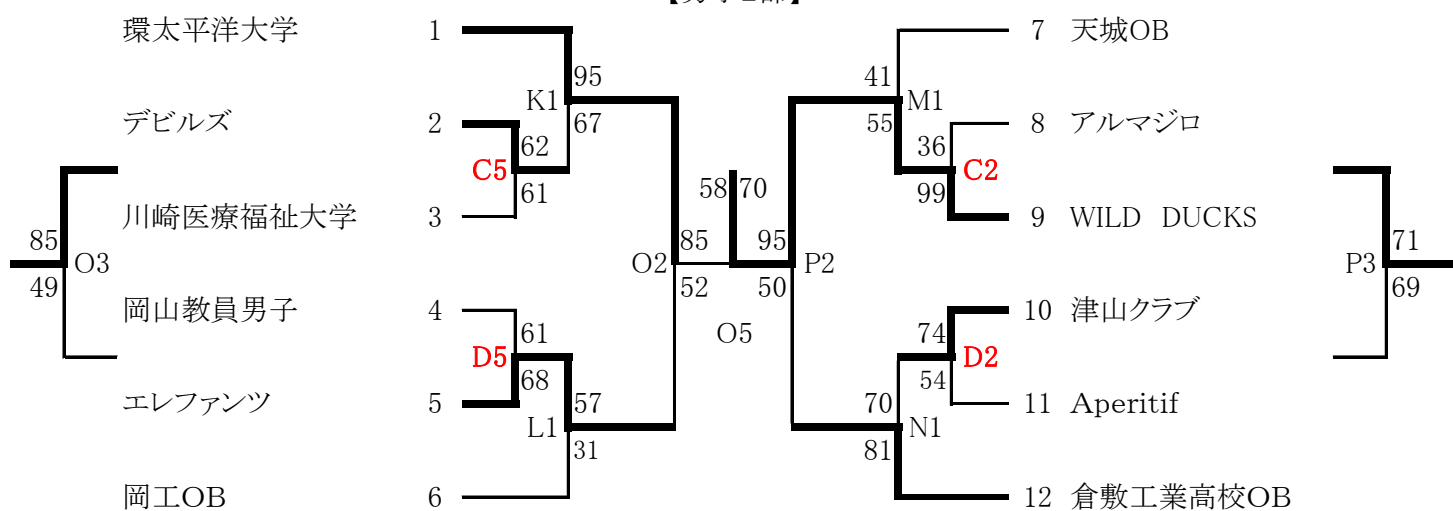 環太平洋大学 1
7 天城OB
95
41
K1
M1
デビルズ 2
67
55
8 アルマジロ
62
36
C5
C2
58 70
61
99
川崎医療福祉大学 3
9 WILD DUCKS
85
85
95
71
O3
O2
P2
P3
49
52
50
69
岡山教員男子 4
10 津山クラブ
61
O5
74
D5
D2
68
54
エレファンツ 5
57
70
11 Aperitif
L1
N1
31
81
岡工OB 6
12 倉敷工業高校OB